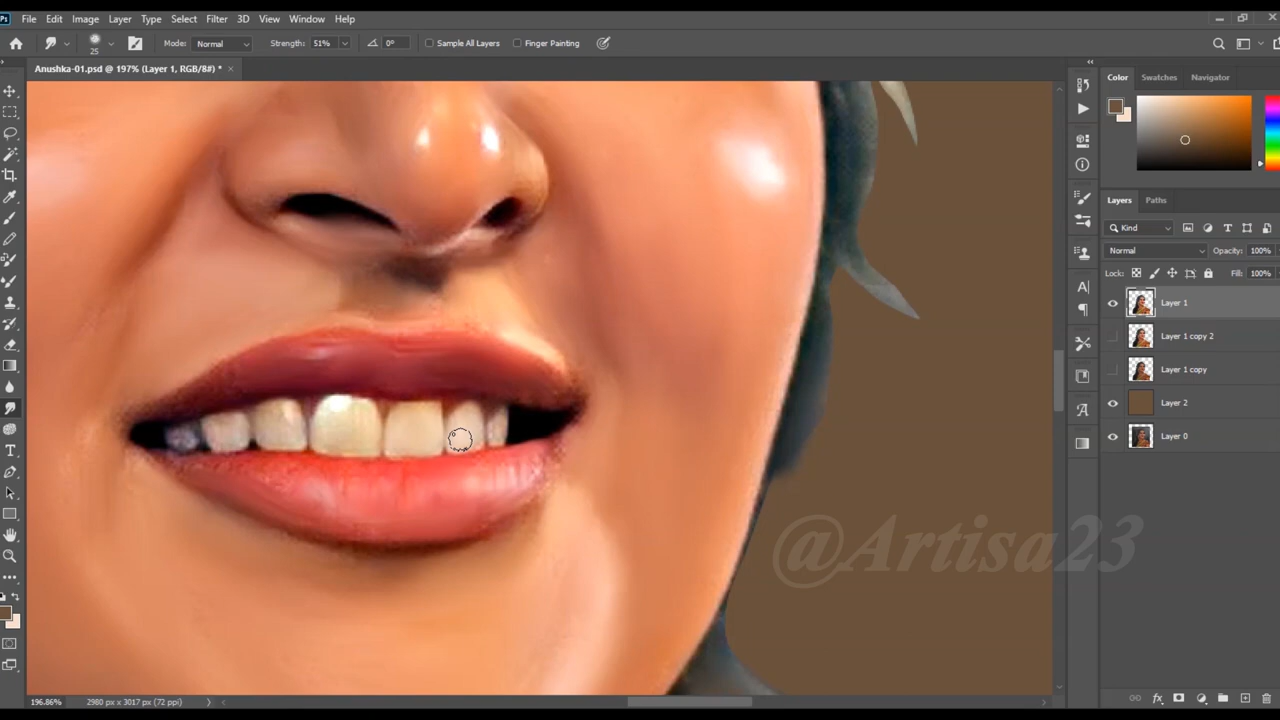 Ps File Edit Image Layer Type Select Filter 3D View Window Help
25 Mode: Normal Strength: 51% 0° Sample All Layers Finger Painting
Anushka-01.psd @ 197% (Layer 1, RGB/8#) * ×
Color Swatches Navigator
Layers Paths
Kind
Normal Opacity: 100%
Lock: Fill: 100%
Layer 1
Layer 1 copy 2
Layer 1 copy
Layer 2
Layer 0
@Artisa23
196.86% 2980 px x 3017 px (72 ppi)